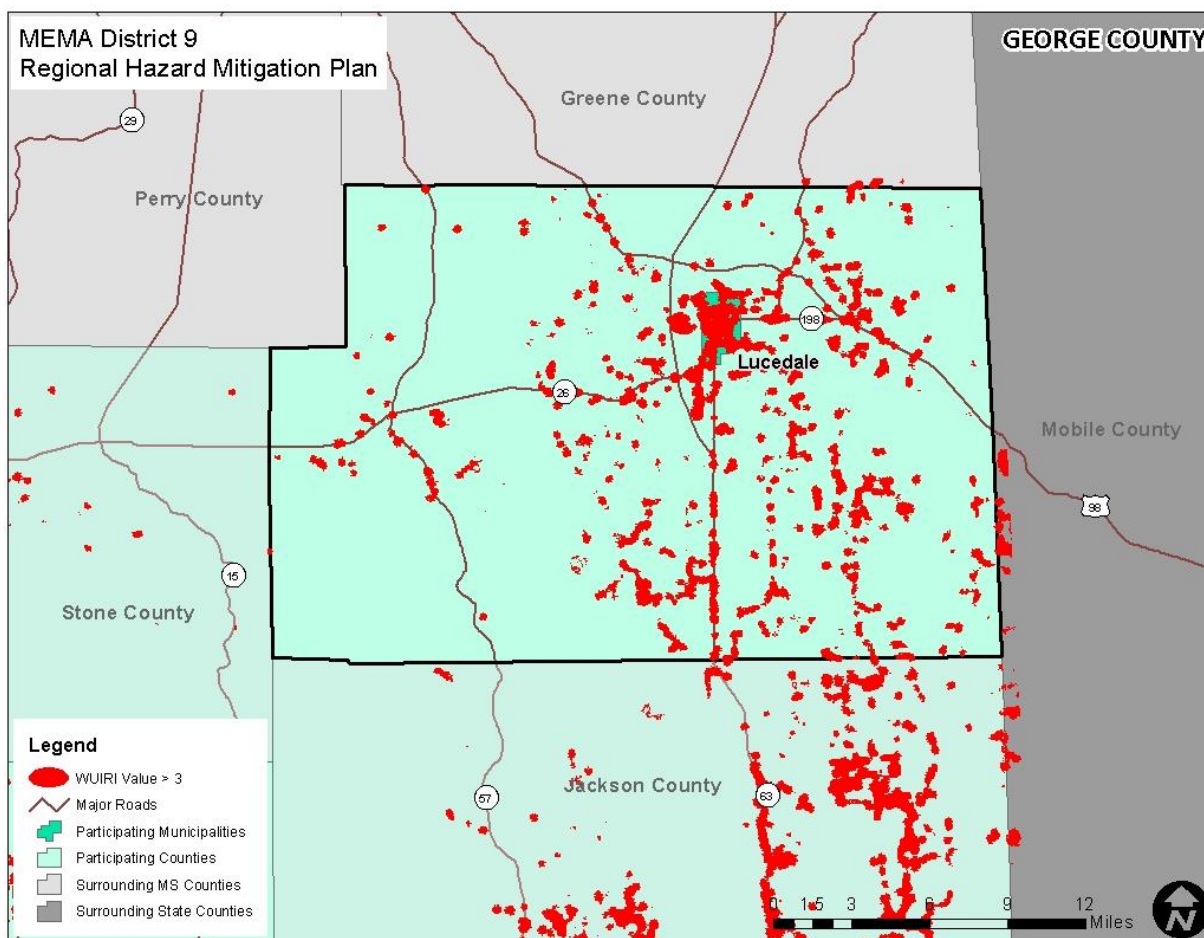 MEMA District 9
Regional Hazard Mitigation Plan
GEORGE COUNTY
Greene County
29
Perry County
198
Lucedale
26
Mobile County
98
15
Stone County
Jackson County
57
63
Legend
WUIRI Value > 3
Major Roads
Participating Municipalities
Participating Counties
Surrounding MS Counties
Surrounding State Counties
0 1.5 3 6 9 12
Miles
N